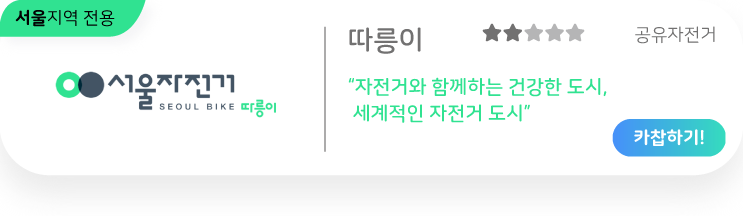 서울지역 전용
서울자전거
SEOUL BIKE 따릉이
따릉이
공유자전거
“자전거와 함께하는 건강한 도시,
세계적인 자전거 도시”
카찹하기!